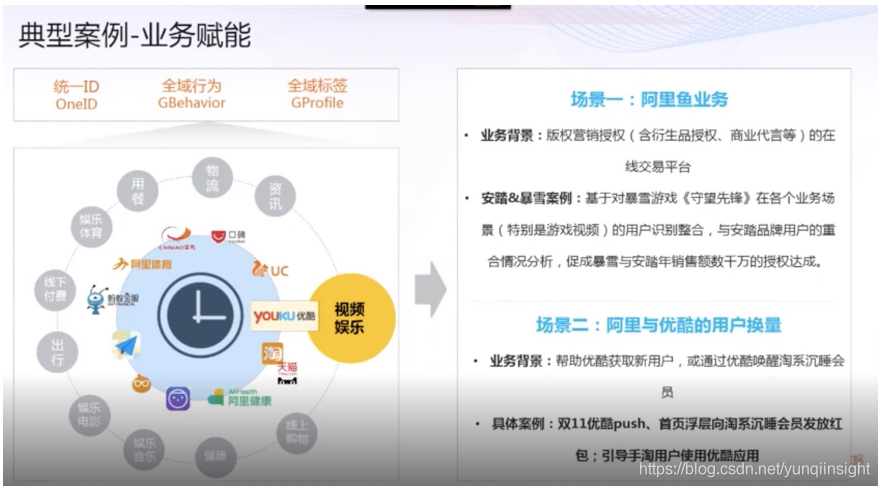 典型案例-业务赋能
统一ID
OneID
全域行为
GBehavior
全域标签
GProfile
场景一：阿里鱼业务
• 业务背景：版权营销授权（含衍生品授权、商业代言等）的在
线交易平台
• 安踏&暴雪案例：基于对暴雪游戏《守望先锋》在各个业务场
景（特别是游戏视频）的用户识别整合，与安踏品牌用户的重
合情况分析，促成暴雪与安踏年销售额数千万的授权达成。
场景二：阿里与优酷的用户换量
• 业务背景：帮助优酷获取新用户，或通过优酷唤醒淘系沉睡会
员
• 具体案例：双11优酷push、首页浮层向淘系沉睡会员发放红
包；引导手淘用户使用优酷应用
物
流
资
讯
用
餐
娱乐
体育
线下
付费
出
行
娱乐
电影
娱乐
音乐
健康
线上
购物
视频
娱乐
CAINIAO菜鸟
口碑
阿里体育
UC
蚂蚁金服
YOUKU优酷
淘
天猫
AliHealth
阿里健康
https://blog.csdn.net/yunqiinsight